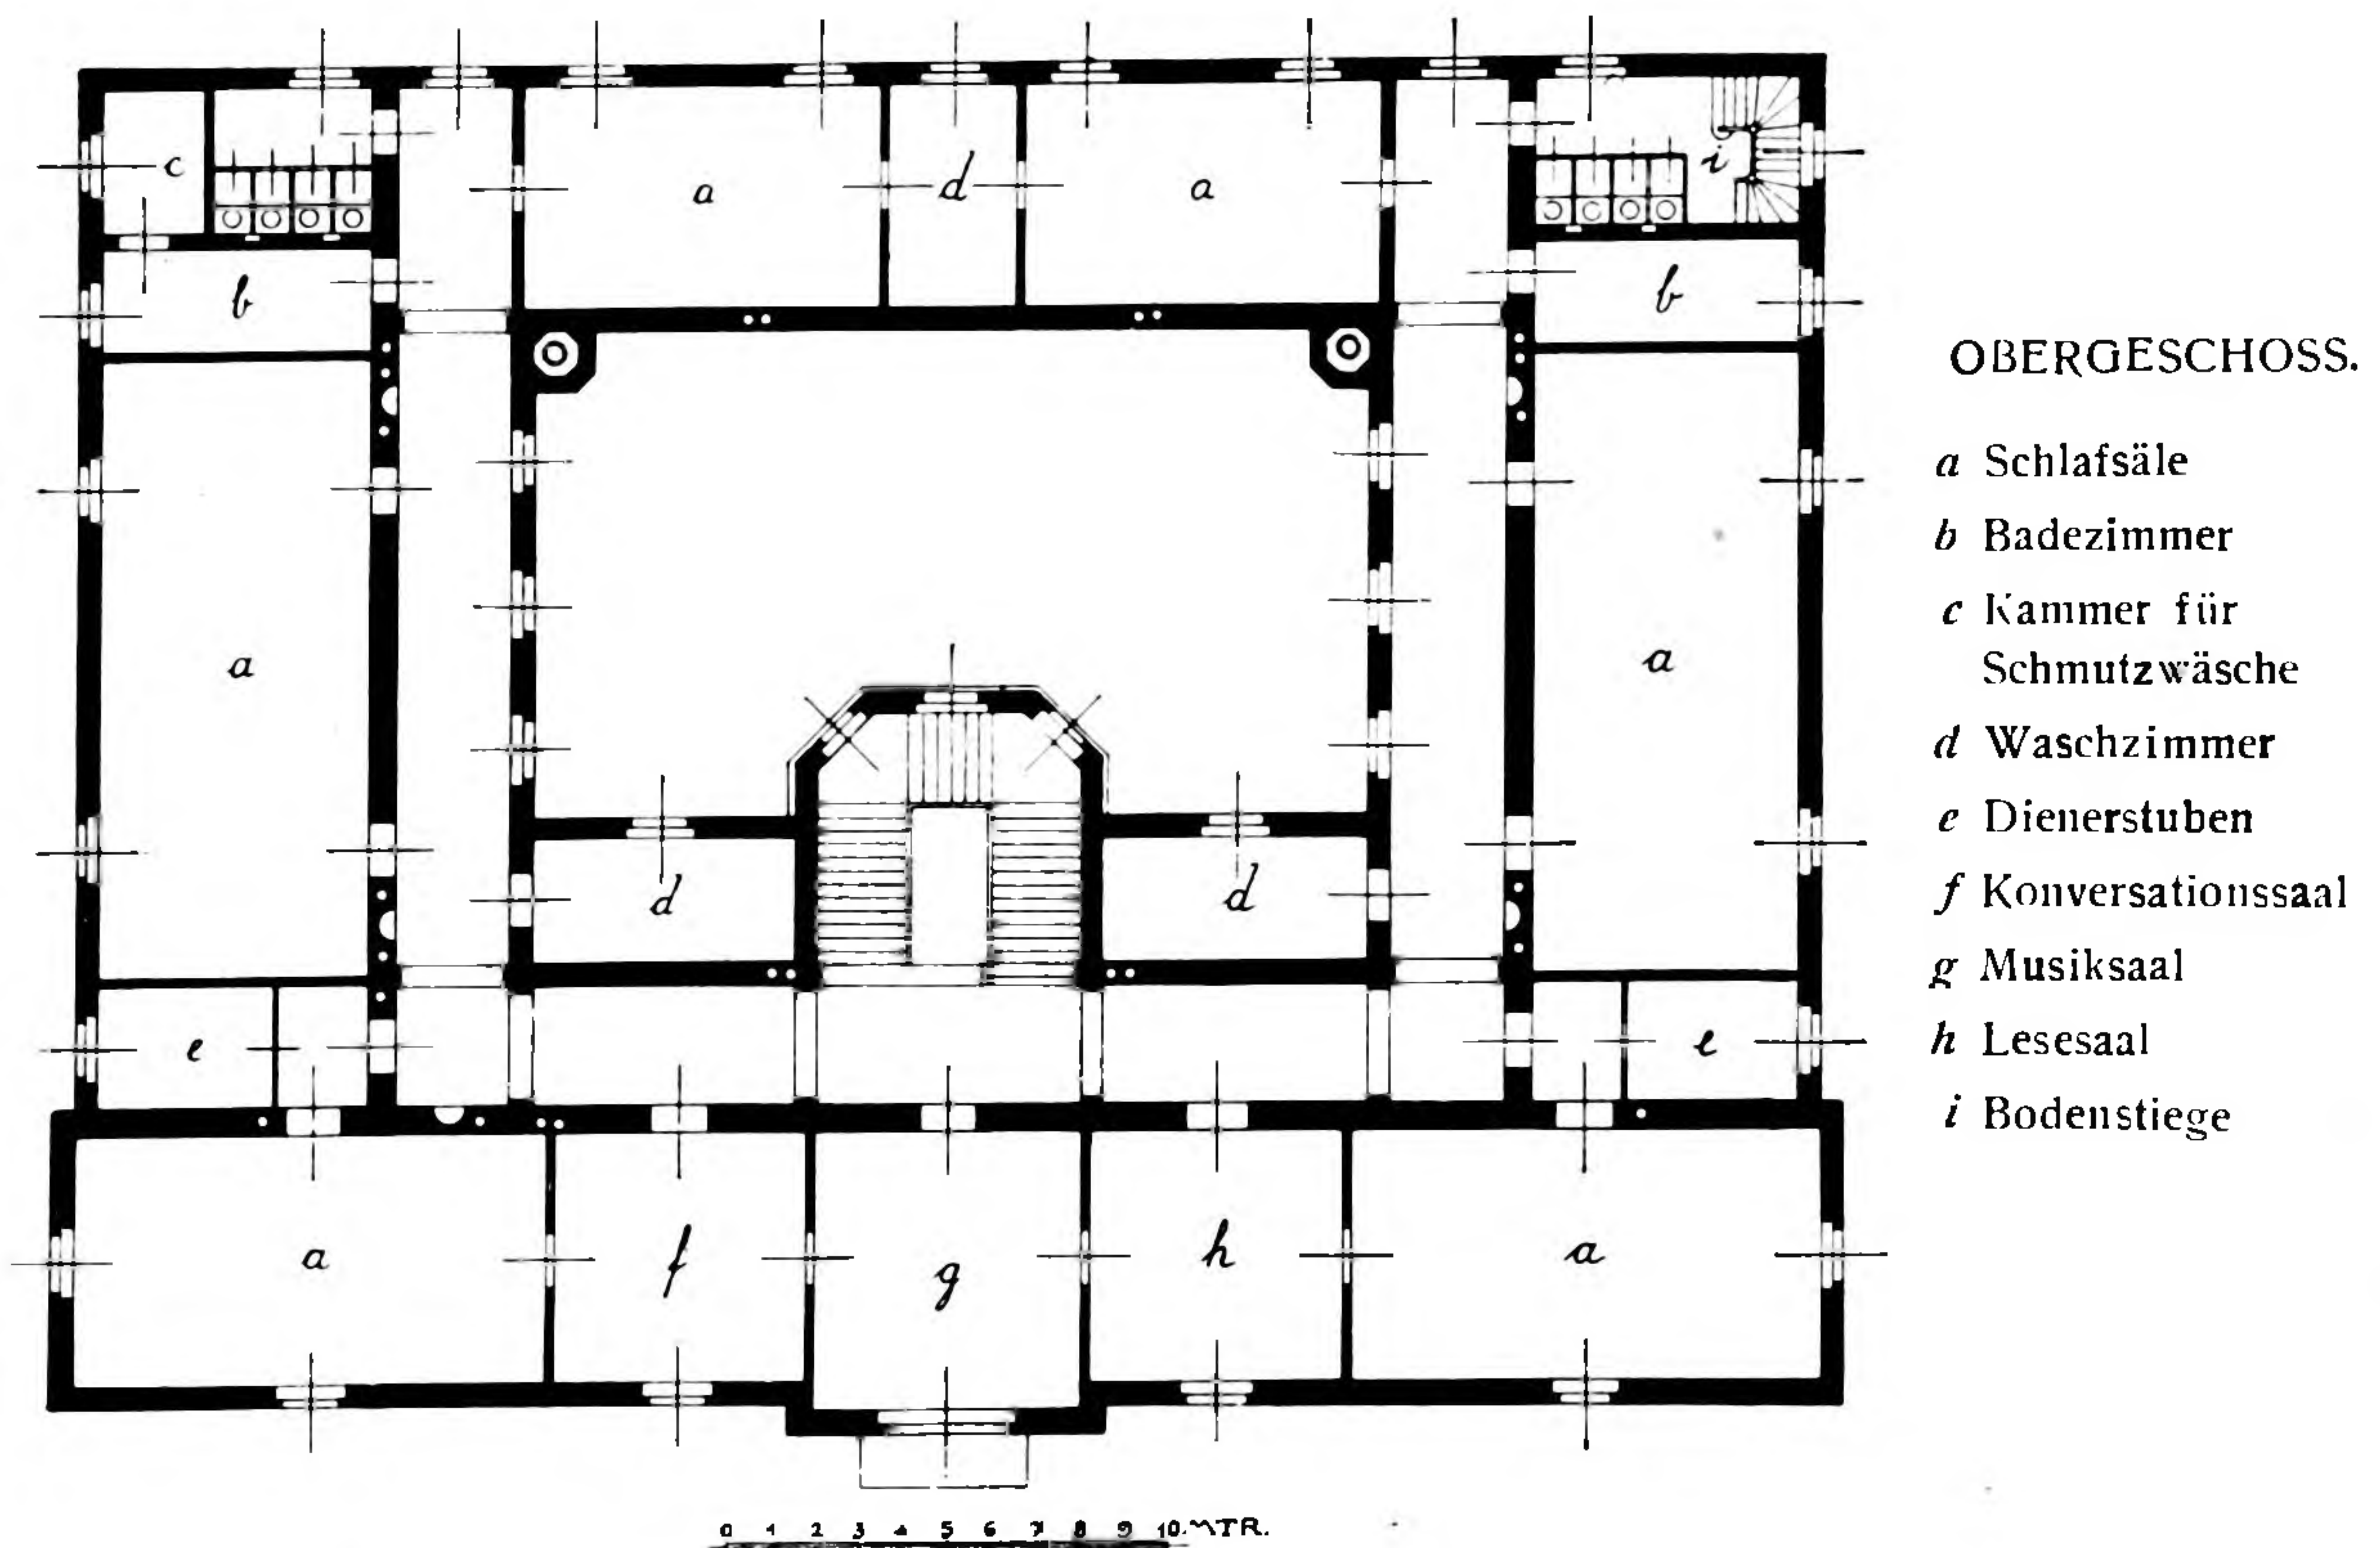 c
a
d
a
i
b
b
a
a
d
d
e
e
a
f
g
h
a
OBERGESCHOSS.
a Schlafsäle
b Badezimmer
c Kammer für
Schmutzwäsche
d Waschzimmer
e Dienerstuben
f Konversationssaal
g Musiksaal
h Lesesaal
i Bodenstiege
0 1 2 3 4 5 6 7 8 9 10 MTR.